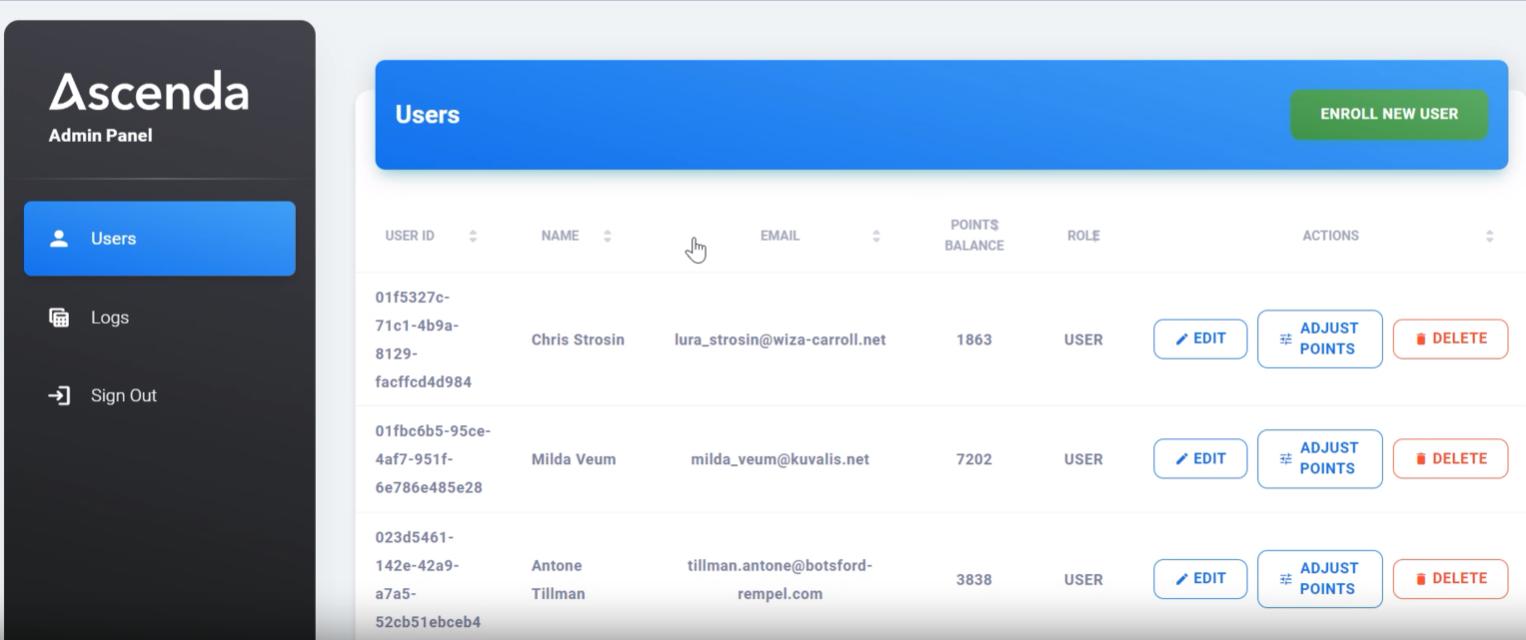 Ascenda
Admin Panel
Users
Logs
Sign Out
Users
ENROLL NEW USER
USER ID NAME EMAIL POINTS BALANCE ROLE ACTIONS
01f5327c-
71c1-4b9a-
8129-
facffcd4d984
Chris Strosin
lura_strosin@wiza-carroll.net
1863
USER
EDIT
ADJUST
POINTS
DELETE
01fbc6b5-95ce-
4af7-951f-
6e786e485e28
Milda Veum
milda_veum@kuvalis.net
7202
USER
EDIT
ADJUST
POINTS
DELETE
023d5461-
142e-42a9-
a7a5-
52cb51ebceb4
Antone
Tillman
tillman.antone@botsford-
rempel.com
3838
USER
EDIT
ADJUST
POINTS
DELETE